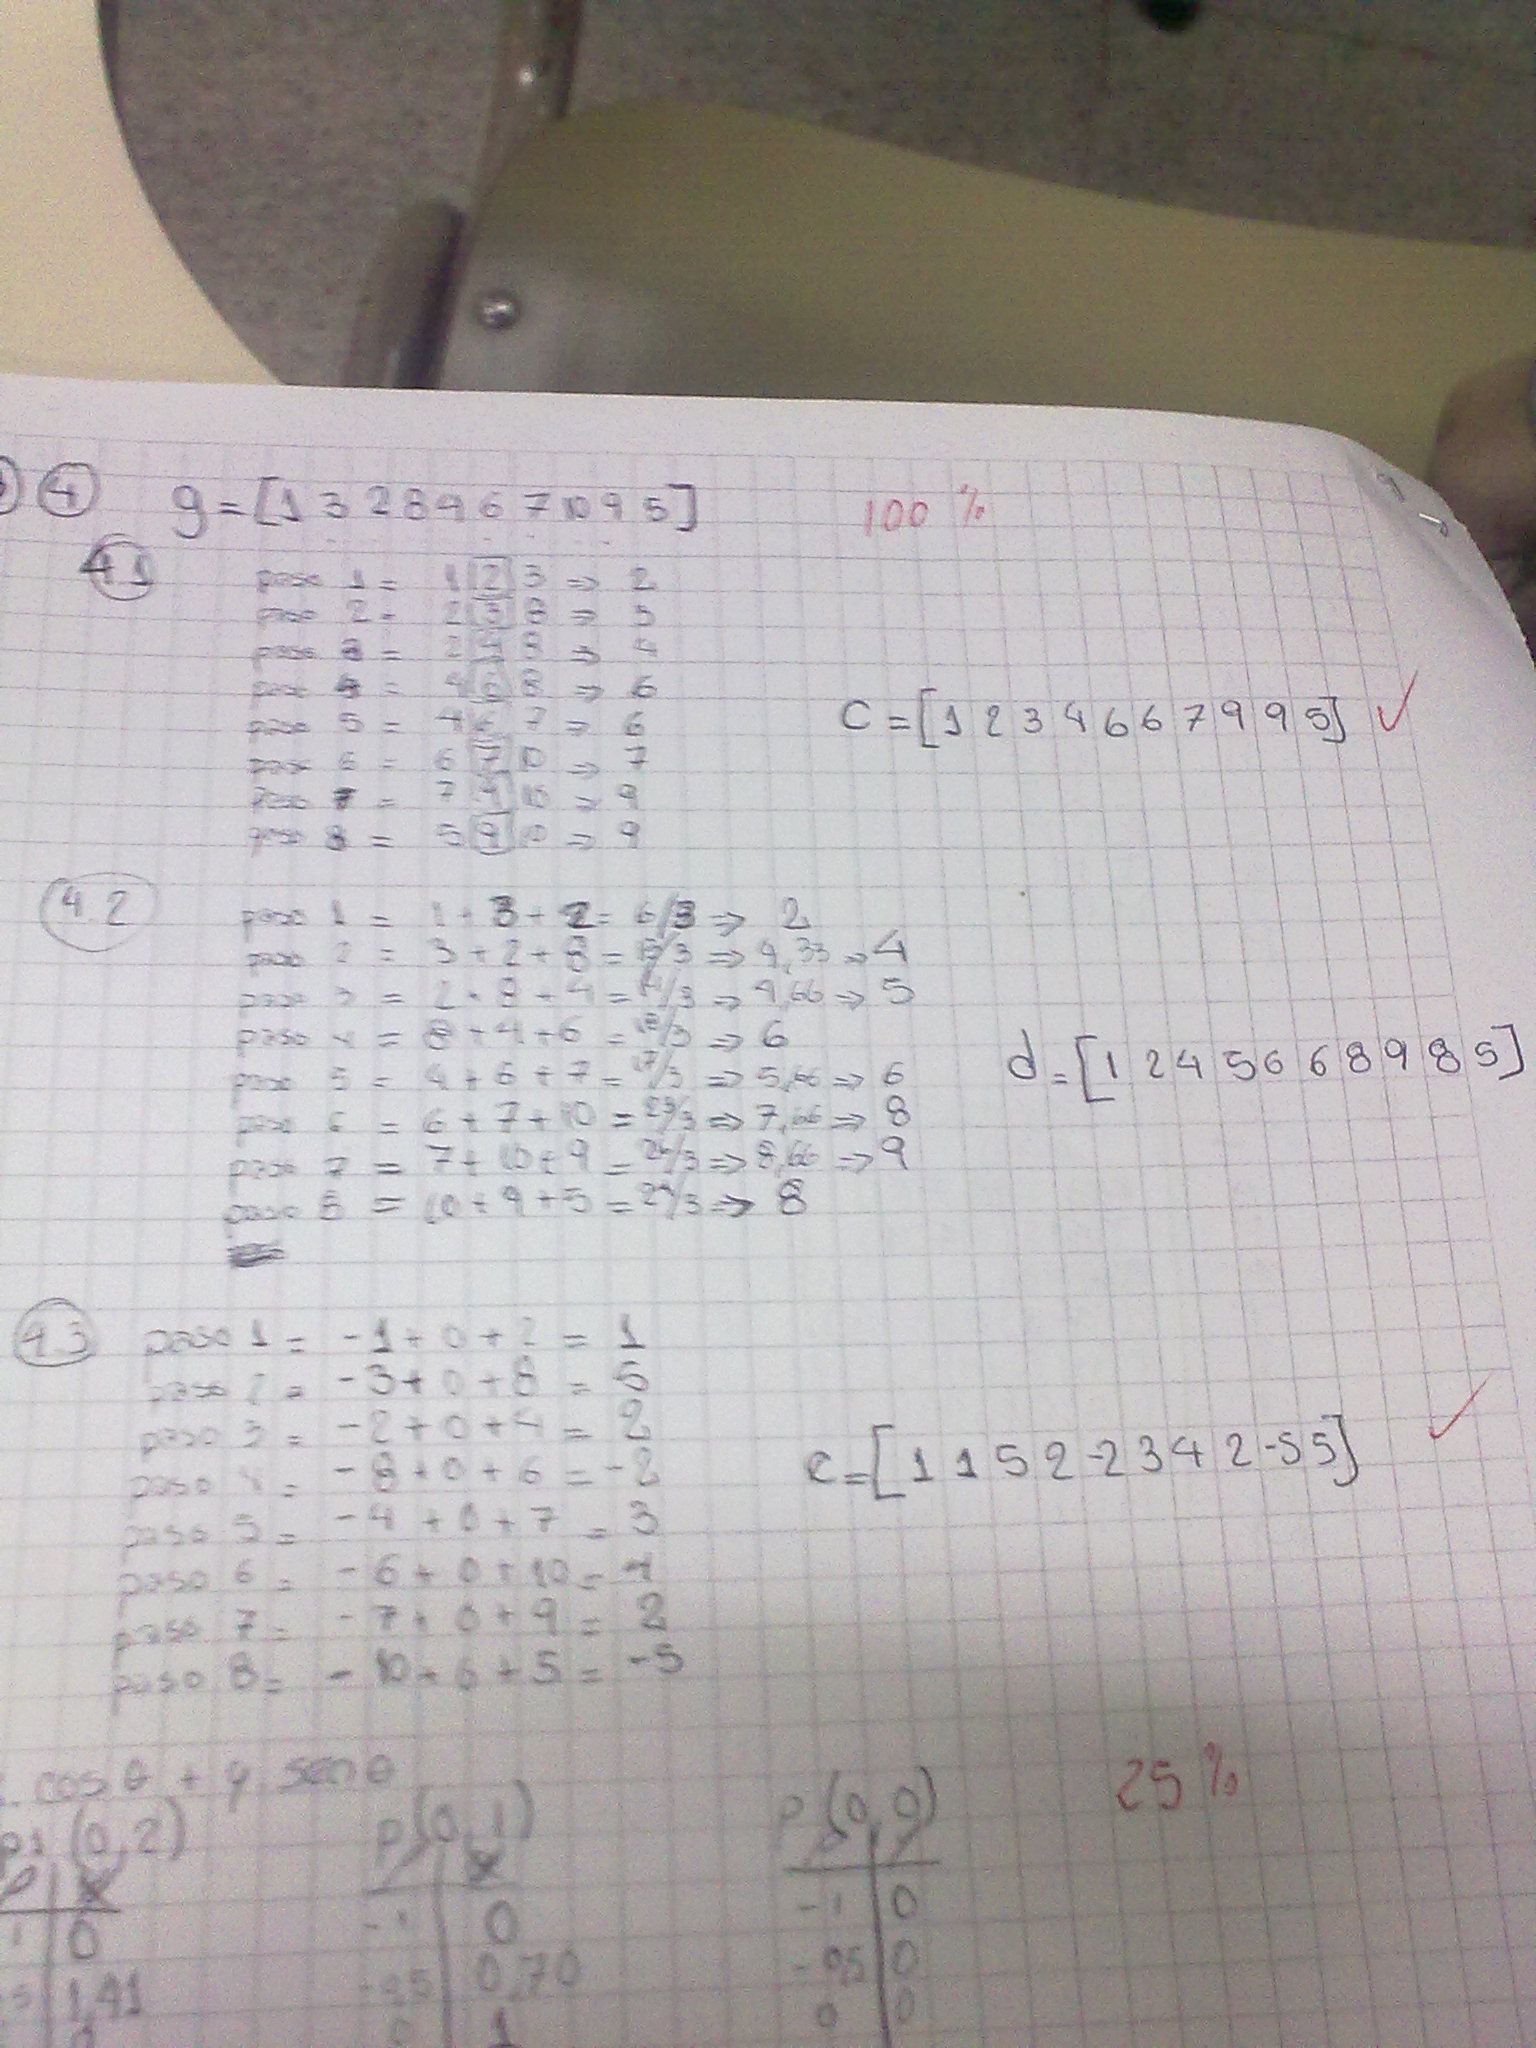 4 g = [1 3 2 8 4 6 7 10 9 5] 100 %
4.1 paso 1 = 1 2 3 => 2
paso 2 = 2 3 8 => 3
paso 3 = 2 4 8 => 4
paso 4 = 4 6 8 => 6
paso 5 = 4 6 7 => 6
c = [1 2 3 4 6 6 7 9 9 5]
paso 6 = 6 7 10 => 7
paso 7 = 7 9 10 => 9
paso 8 = 5 9 10 => 9
4.2 paso 1 = 1 + 3 + 2 = 6/3 => 2
paso 2 = 3 + 2 + 8 = 13/3 => 4,33 => 4
paso 3 = 2 + 8 + 4 = 14/3 => 4,66 => 5
paso 4 = 8 + 4 + 6 = 18/3 => 6
d = [1 2 4 5 6 6 8 9 8 5]
paso 5 = 4 + 6 + 7 = 17/3 => 5,66 => 6
paso 6 = 6 + 7 + 10 = 23/3 => 7,66 => 8
paso 7 = 7 + 10 + 9 = 26/3 => 8,66 => 9
paso 8 = 10 + 9 + 5 = 24/3 => 8
4.3 paso 1 = -1 + 0 + 2 = 1
paso 2 = -3 + 0 + 8 = 5
paso 3 = -2 + 0 + 4 = 2
paso 4 = -8 + 0 + 6 = -2
e = [1 1 5 2 -2 3 4 2 -5 5]
paso 5 = -4 + 0 + 7 = 3
paso 6 = -6 + 0 + 10 = 4
paso 7 = -7 + 0 + 9 = 2
paso 8 = -10 + 0 + 5 = -5
cos θ + y sen θ 25 %
p1 (0,2) p(0,1) p(0,0)
-1 0 -1 0 -1 0
1,41 -0,5 0,70 -0,5 0
0 0 1 0 0